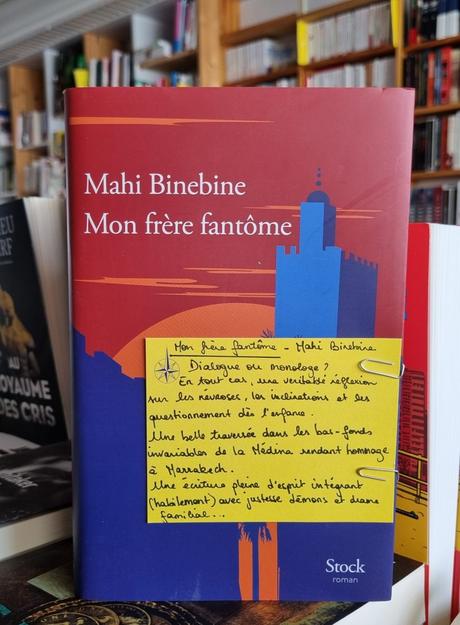 Mahi Binebine
Mon frère fantôme
Mon frère fantôme - Mahi Binebine
Dialogue ou monologe ?
En tout cas, une véritable réflexion
sur les névroses, les inclinations et les
questionnement dès l'enfance.
Une belle traversée dans les bas-fonds
invariables de la Médina rendant hommage
à Marrakech.
Une écriture pleine d'esprit intégrant
(habilement) avec justesse démons et drame
familial...
Stock
roman
AU
ROYAUME
DES CRIS